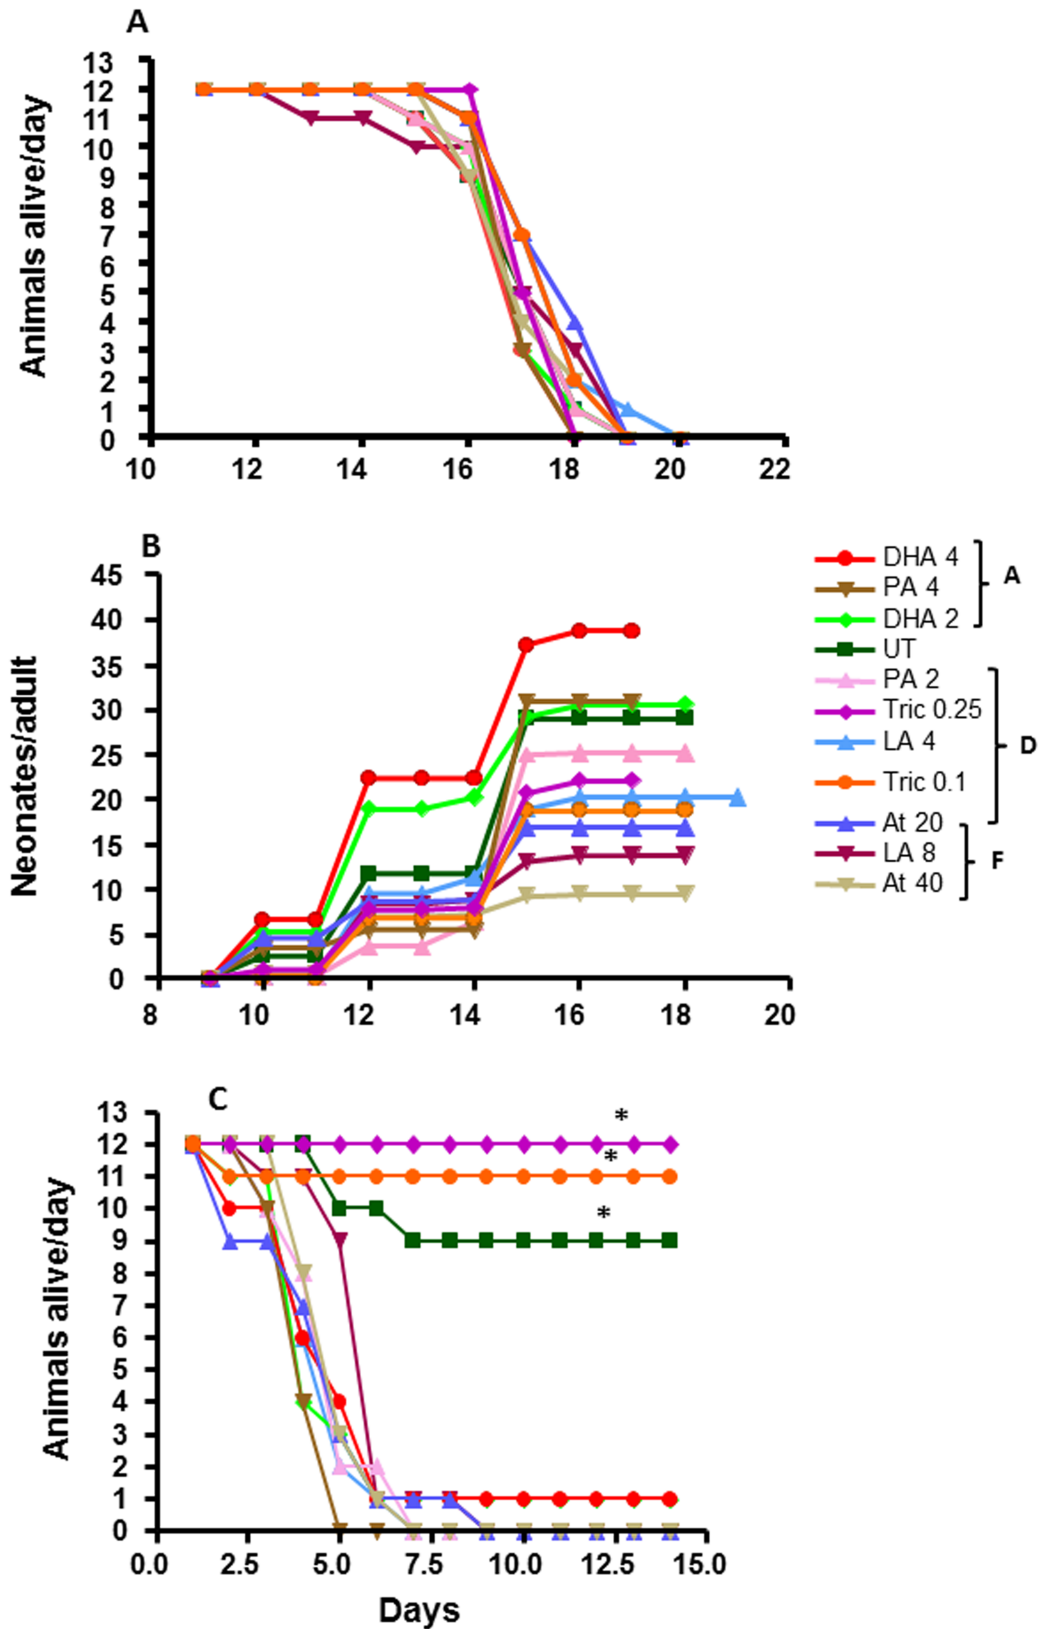 A
13
12
11
10
9
8
7
6
5
4
3
2
1
0
Animals alive/day
10 12 14 16 18 20 22
B
45
40
35
30
25
20
15
10
5
0
Neonates/adult
8 10 12 14 16 18 20
DHA 4
PA 4
DHA 2
A
UT
PA 2
Tric 0.25
LA 4
Tric 0.1
D
At 20
LA 8
At 40
F
C
13
12
11
10
9
8
7
6
5
4
3
2
1
0
Animals alive/day
*
*
*
0.0 2.5 5.0 7.5 10.0 12.5 15.0
Days